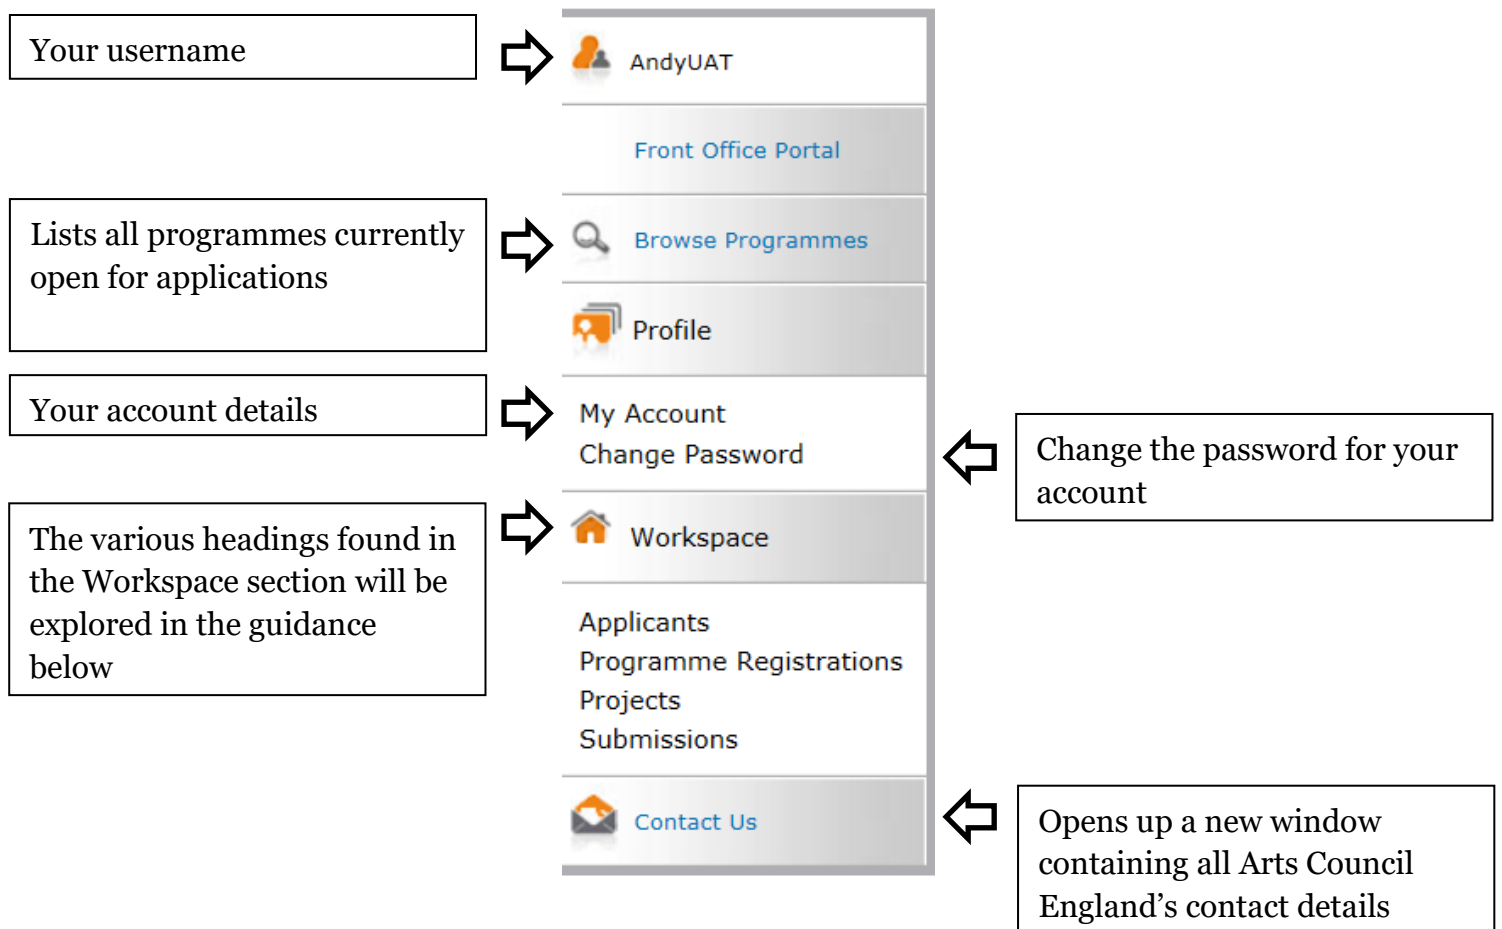 Your username
AndyUAT
Front Office Portal
Lists all programmes currently
open for applications
Browse Programmes
Profile
Your account details
My Account
Change Password
Change the password for your
account
The various headings found in
the Workspace section will be
explored in the guidance
below
Workspace
Applicants
Programme Registrations
Projects
Submissions
Contact Us
Opens up a new window
containing all Arts Council
England’s contact details